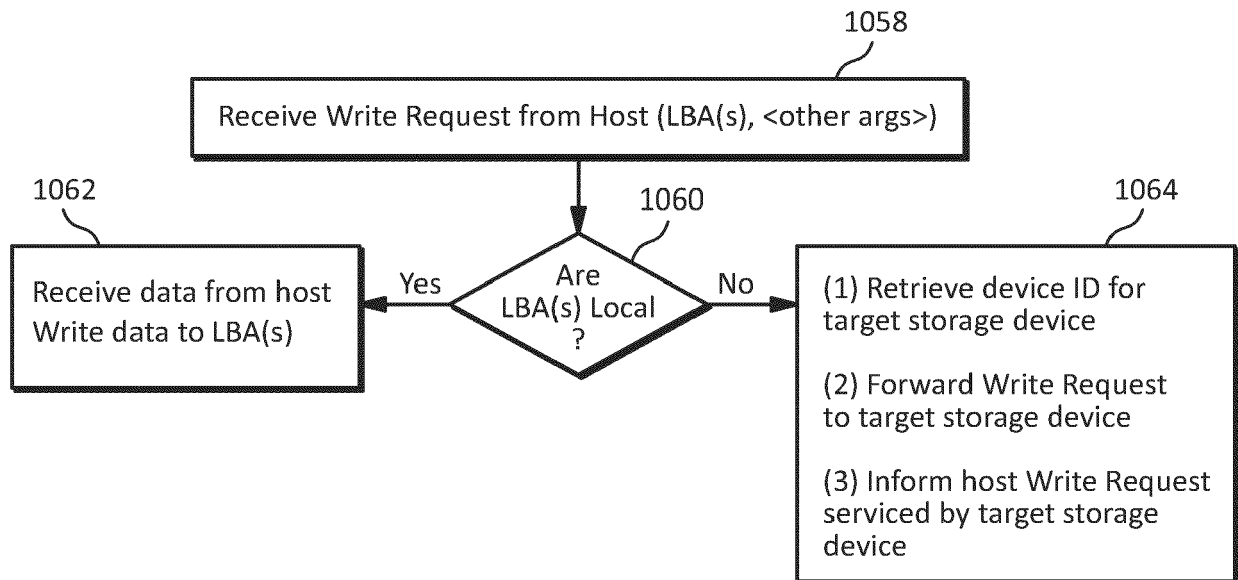 1058
Receive Write Request from Host (LBA(s), <other args>)
1062
1060
1064
Receive data from host
Write data to LBA(s)
Yes
Are
LBA(s) Local
?
No
(1) Retrieve device ID for
target storage device
(2) Forward Write Request
to target storage device
(3) Inform host Write Request
serviced by target storage
device